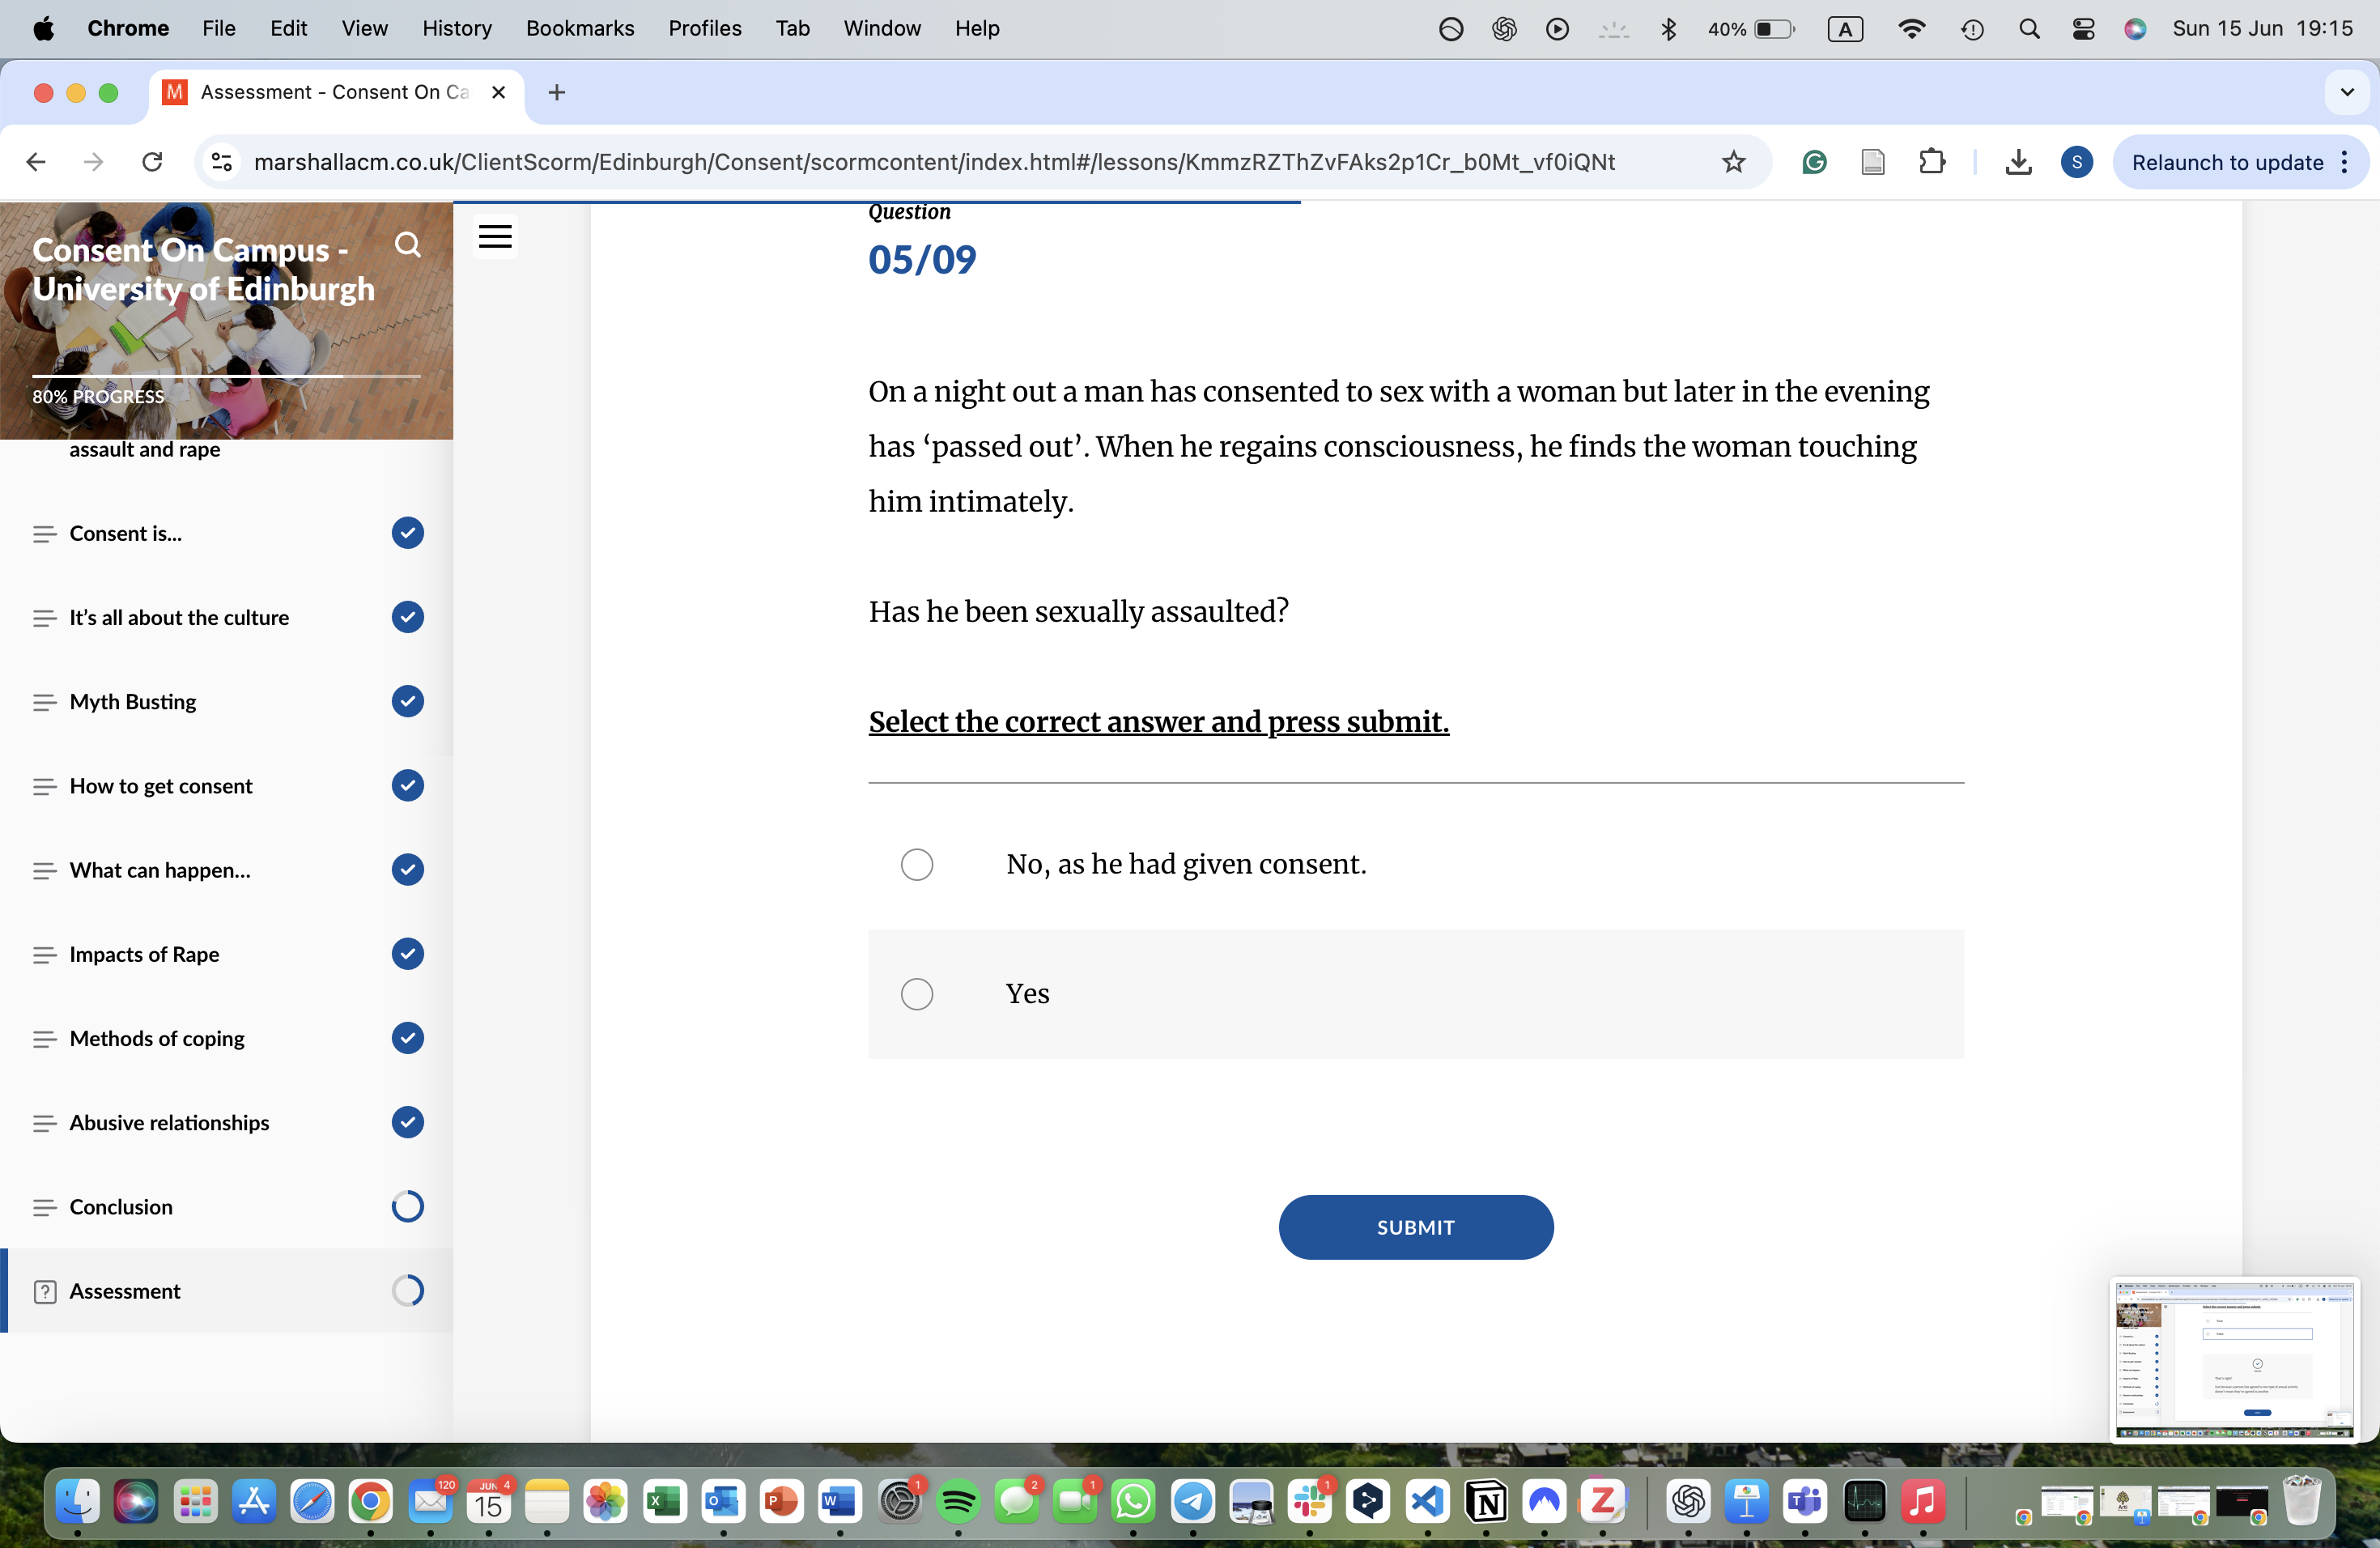 Chrome File Edit View History Bookmarks Profiles Tab Window Help 40% A Sun 15 Jun 19:15
M Assessment - Consent On Ca
marshallacm.co.uk/ClientScorm/Edinburgh/Consent/scormcontent/index.html#/lessons/KmmzRZThZvFAks2p1Cr_b0Mt_vf0iQNt S Relaunch to update
Consent On Campus -
University of Edinburgh
80% PROGRESS
assault and rape
Consent is...
It's all about the culture
Myth Busting
How to get consent
What can happen...
Impacts of Rape
Methods of coping
Abusive relationships
Conclusion
Assessment
Question
05/09
On a night out a man has consented to sex with a woman but later in the evening
has ‘passed out’. When he regains consciousness, he finds the woman touching
him intimately.
Has he been sexually assaulted?
Select the correct answer and press submit.
No, as he had given consent.
Yes
SUBMIT
120 JUN 4 15 1 2 1 1